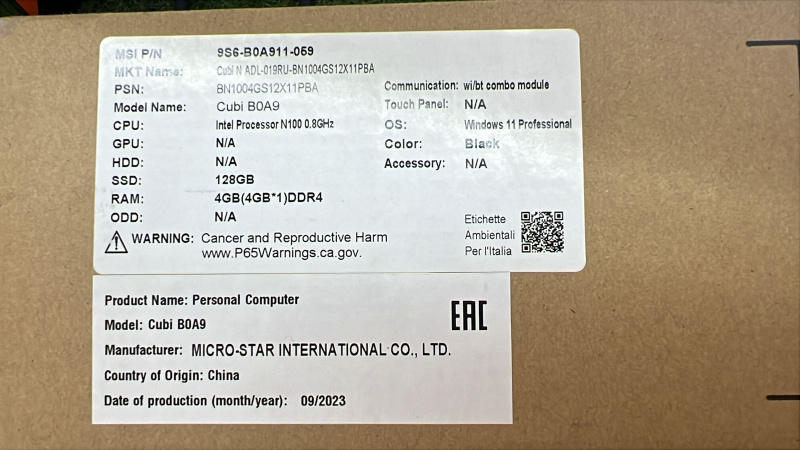 MSI P/N 9S6-B0A911-059
MKT Name: Cubi N ADL-019RU-BN1004GS12X11PBA
PSN: BN1004GS12X11PBA
Model Name: Cubi B0A9
CPU: Intel Processor N100 0.8GHz
GPU: N/A
HDD: N/A
SSD: 128GB
RAM: 4GB(4GB*1)DDR4
ODD: N/A
Communication: wi/bt combo module
Touch Panel: N/A
OS: Windows 11 Professional
Color: Black
Accessory: N/A
WARNING: Cancer and Reproductive Harm
www.P65Warnings.ca.gov.
Etichette
Ambientali
Per l'Italia
Product Name: Personal Computer
Model: Cubi B0A9
Manufacturer: MICRO-STAR INTERNATIONAL CO., LTD.
Country of Origin: China
Date of production (month/year): 09/2023
EAC